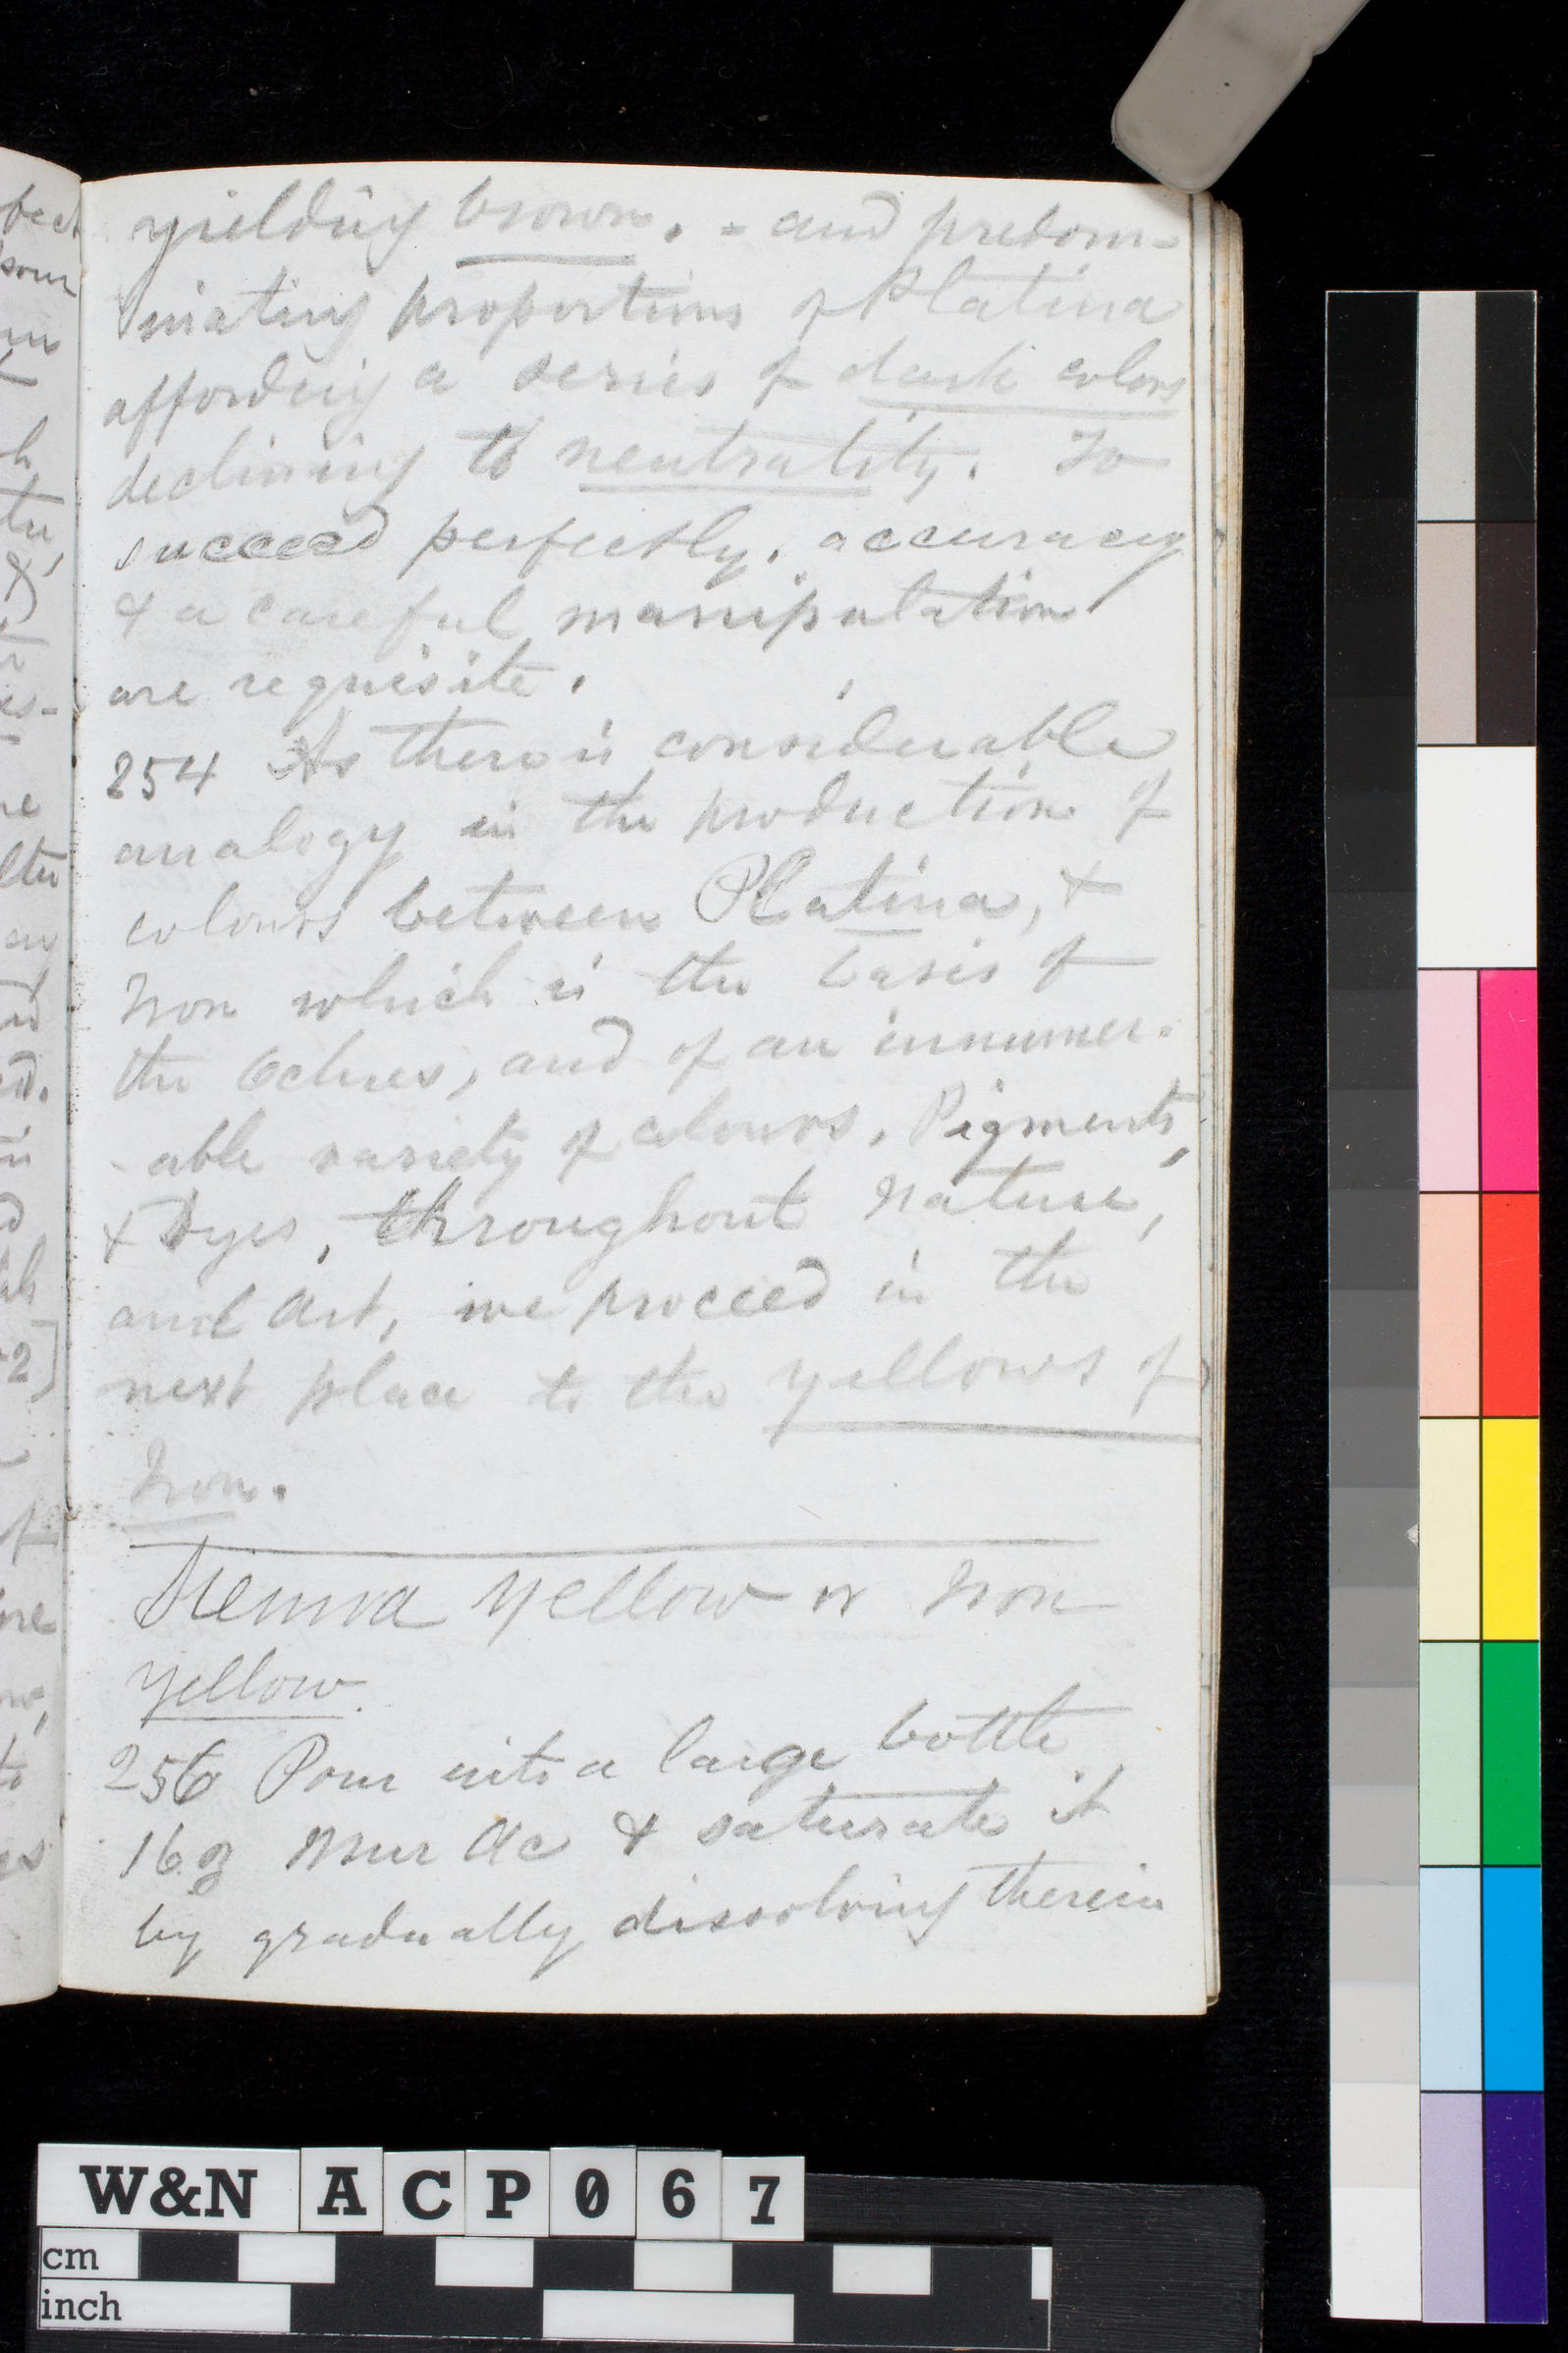 yielding brown. - and predom-
inating proportions of Platina
affording a series of dark colors
declining to neutrality. To
succeed perfectly, accuracy
& a careful manipulation
are requisite.
254 As there is considerable
analogy in the production of
colours between Platina, &
Iron which is the basis of
the Ochres, and of an innumer-
-able variety of colours, Pigments,
& Dyes, throughout nature,
and Art, we proceed in the
next place to the yellows of
Iron.
Sienna Yellow or Iron
Yellow.
256 Pour into a large bottle
16 ℥ Mur Ac & saturate it
by gradually dissolving therein
W&N ACP067
cm
inch